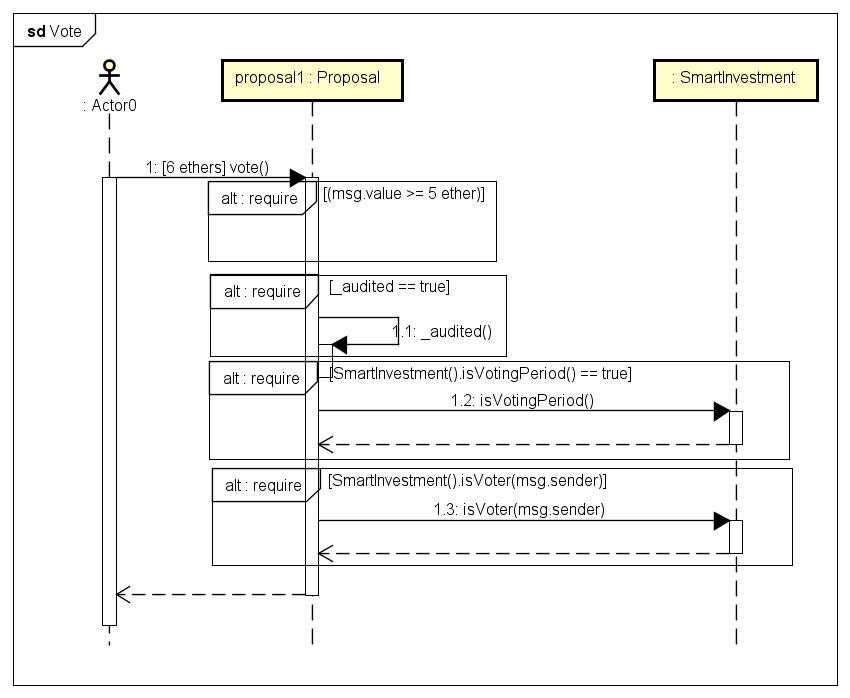 sd Vote
proposal1 : Proposal
: SmartInvestment
: Actor0
1: [6 ethers] vote()
alt : require
[(msg.value >= 5 ether)]
alt : require
[_audited == true]
1.1: _audited()
alt : require
[SmartInvestment().isVotingPeriod() == true]
1.2: isVotingPeriod()
alt : require
[SmartInvestment().isVoter(msg.sender)]
1.3: isVoter(msg.sender)